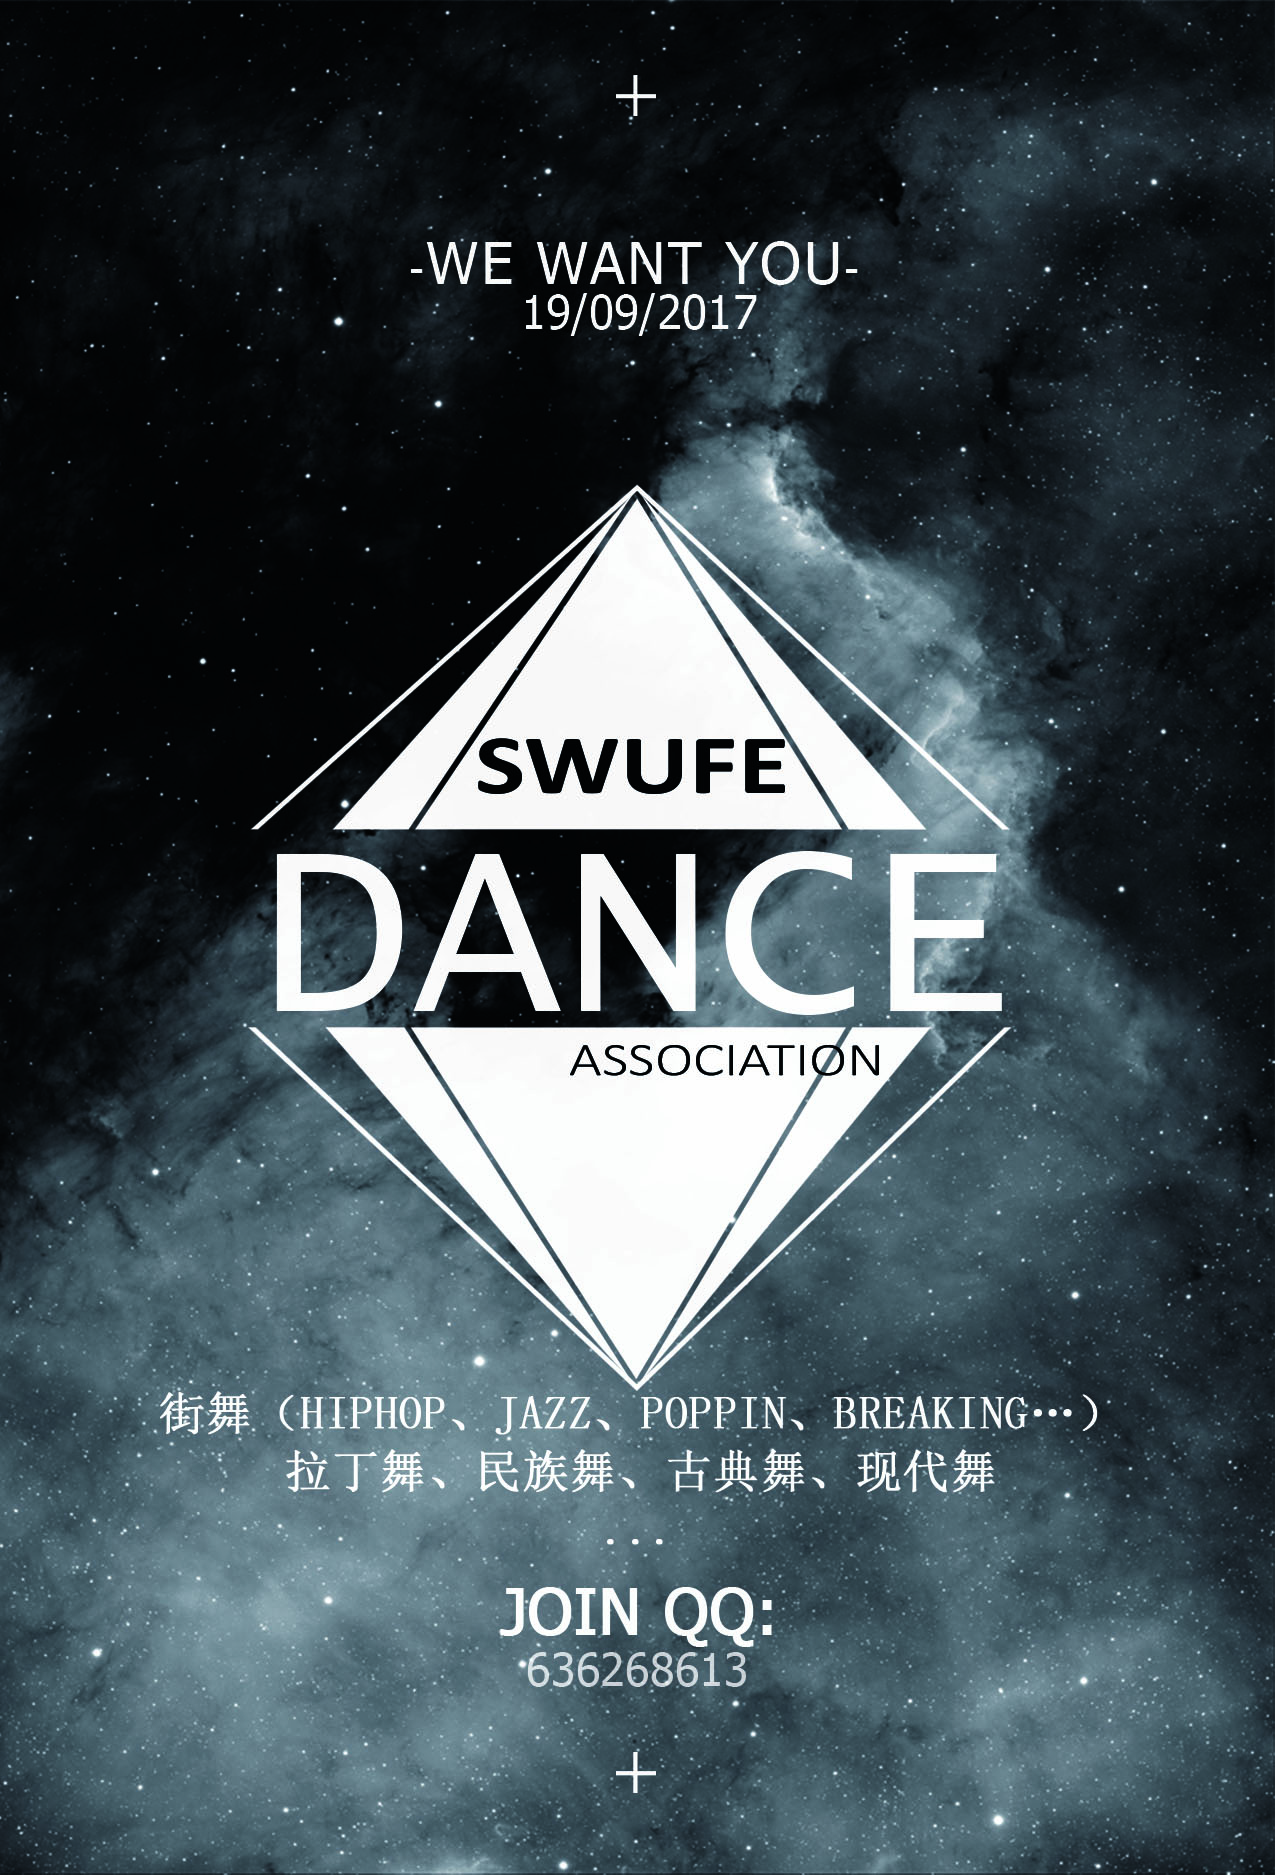 -WE WANT YOU-
19/09/2017
SWUFE
DANCE
ASSOCIATION
街舞（HIPHOP、JAZZ、POPPIN、BREAKING…）
拉丁舞、民族舞、古典舞、现代舞
...
JOIN QQ:
636268613